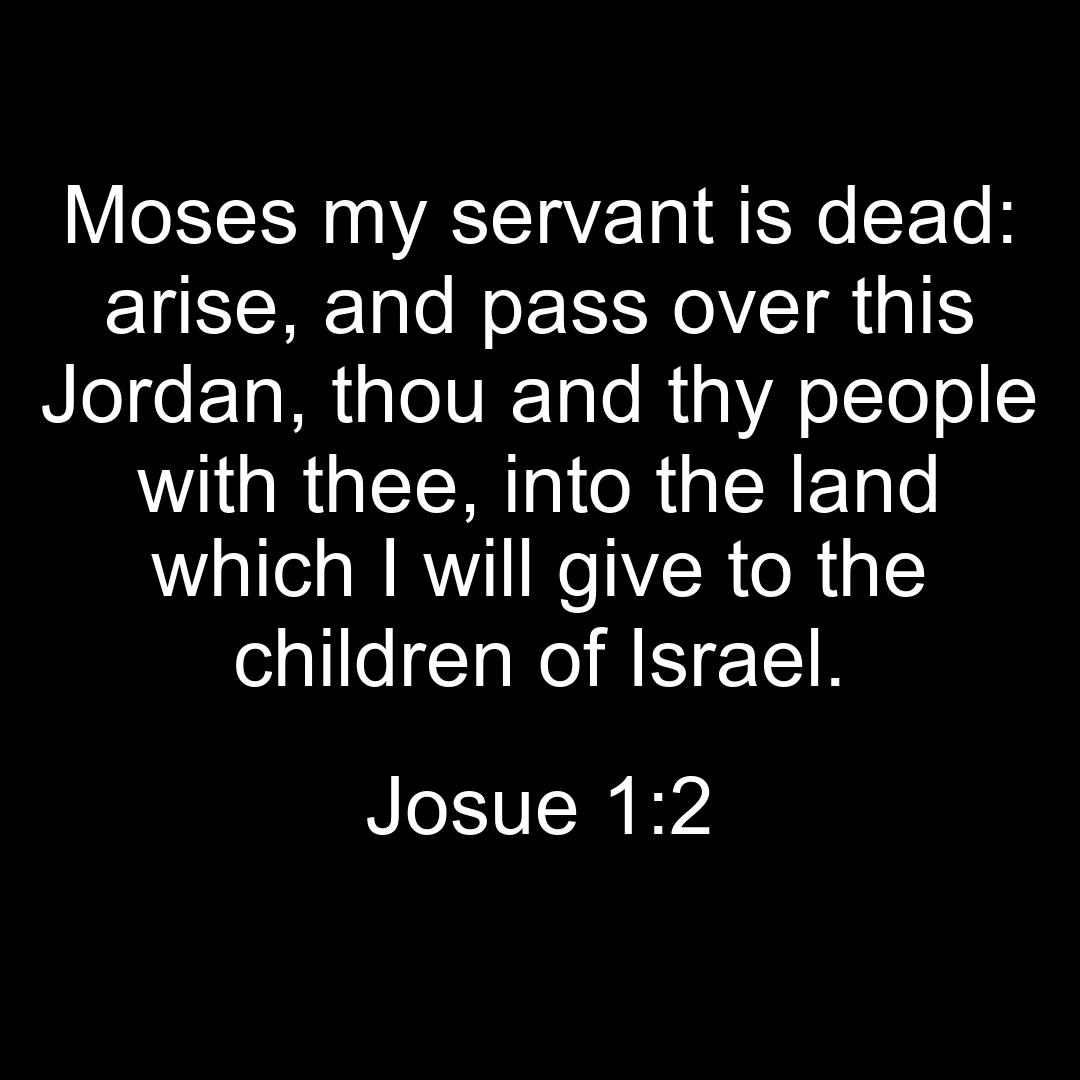 Moses my servant is dead:
arise, and pass over this
Jordan, thou and thy people
with thee, into the land
which I will give to the
children of Israel.
Josue 1:2